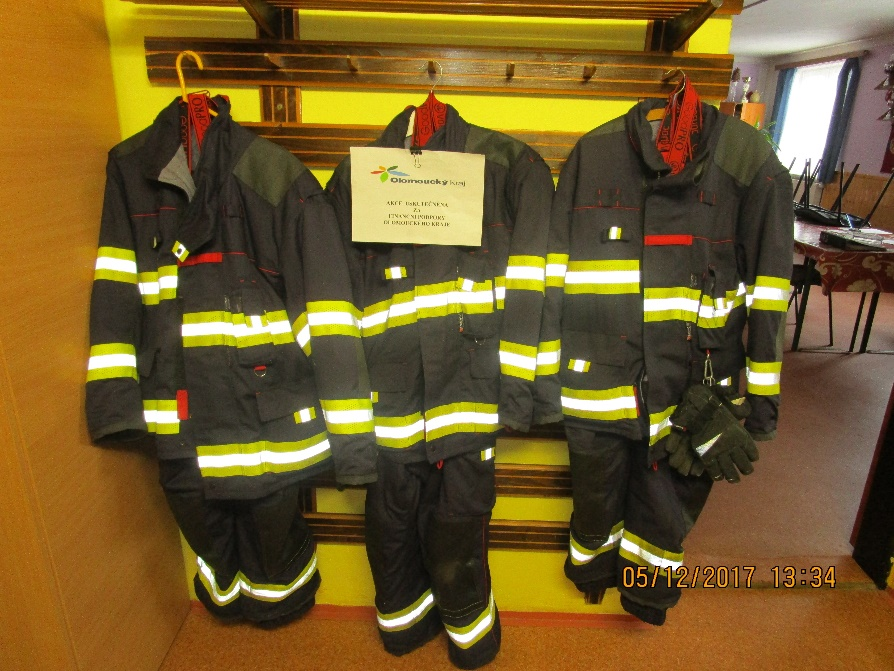 Olomoucký kraj
AKCE USKUTEČNĚNA
ZA
FINANČNÍ PODPORY
OLOMOUCKÉHO KRAJE
05/12/2017 13:34